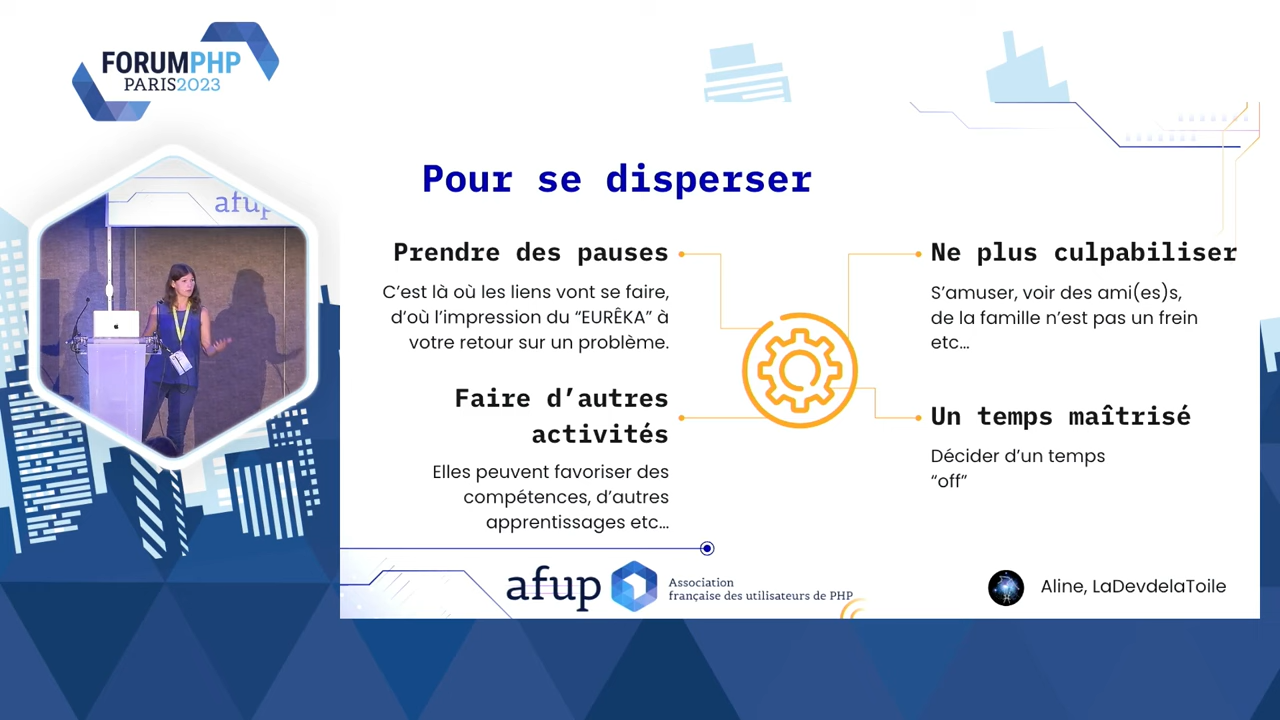 FORUMPHP
PARIS2023
afup
Pour se disperser
Prendre des pauses
C’est là où les liens vont se faire,
d’où l’impression du “EURÊKA” à
votre retour sur un problème.
Faire d’autres
activités
Elles peuvent favoriser des
compétences, d’autres
apprentissages etc…
Ne plus culpabiliser
S’amuser, voir des ami(es)s,
de la famille n’est pas un frein
etc…
Un temps maîtrisé
Décider d’un temps
“off”
afup
Association
française des utilisateurs de PHP
Aline, LaDevdelaToile